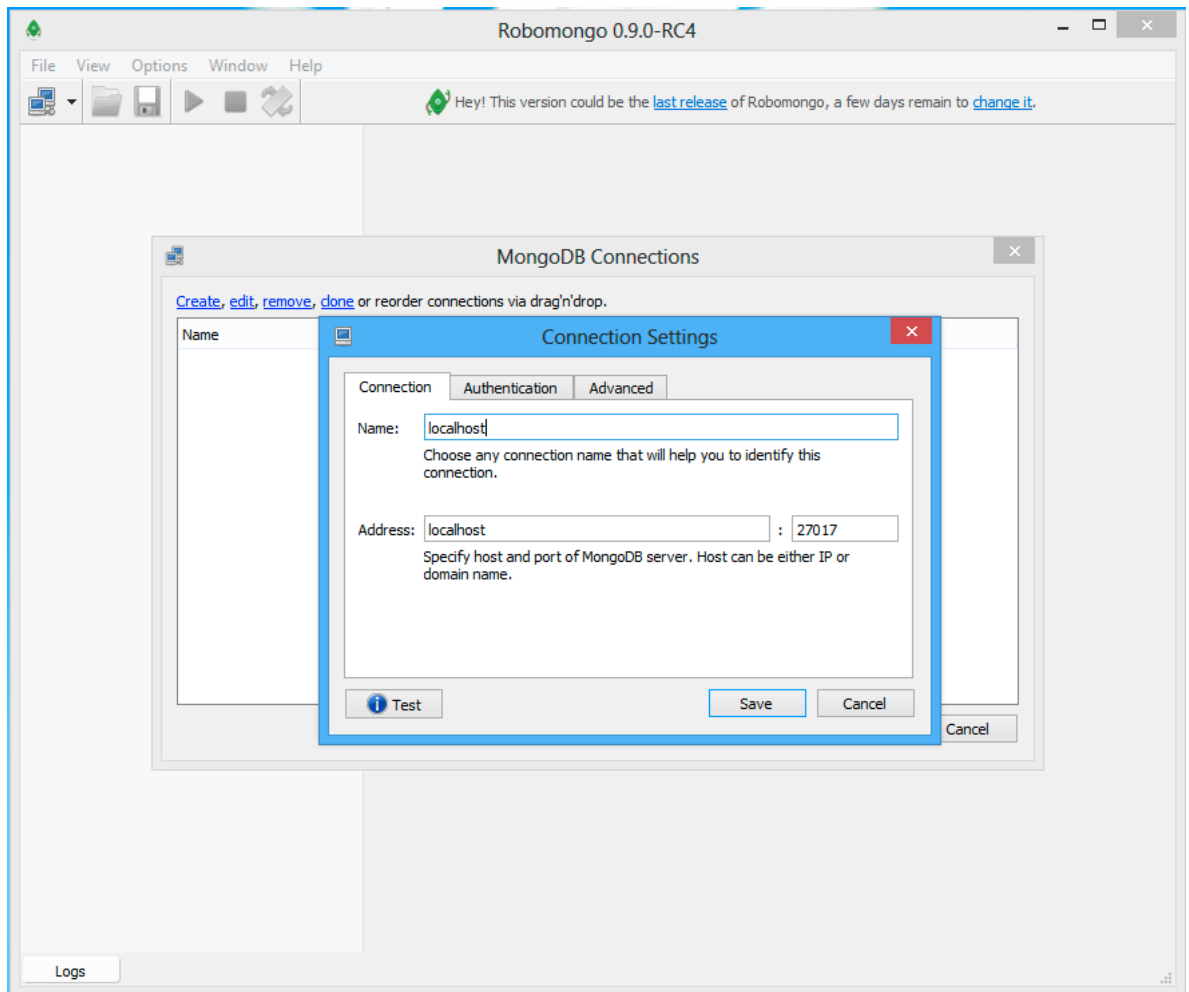 Robomongo 0.9.0-RC4
File View Options Window Help
Hey! This version could be the last release of Robomongo, a few days remain to change it.
MongoDB Connections
Create, edit, remove, clone or reorder connections via drag'n'drop.
Name
Connection Settings
Connection Authentication Advanced
Name: localhost
Choose any connection name that will help you to identify this
connection.
Address: localhost : 27017
Specify host and port of MongoDB server. Host can be either IP or
domain name.
Test Save Cancel
Cancel
Logs